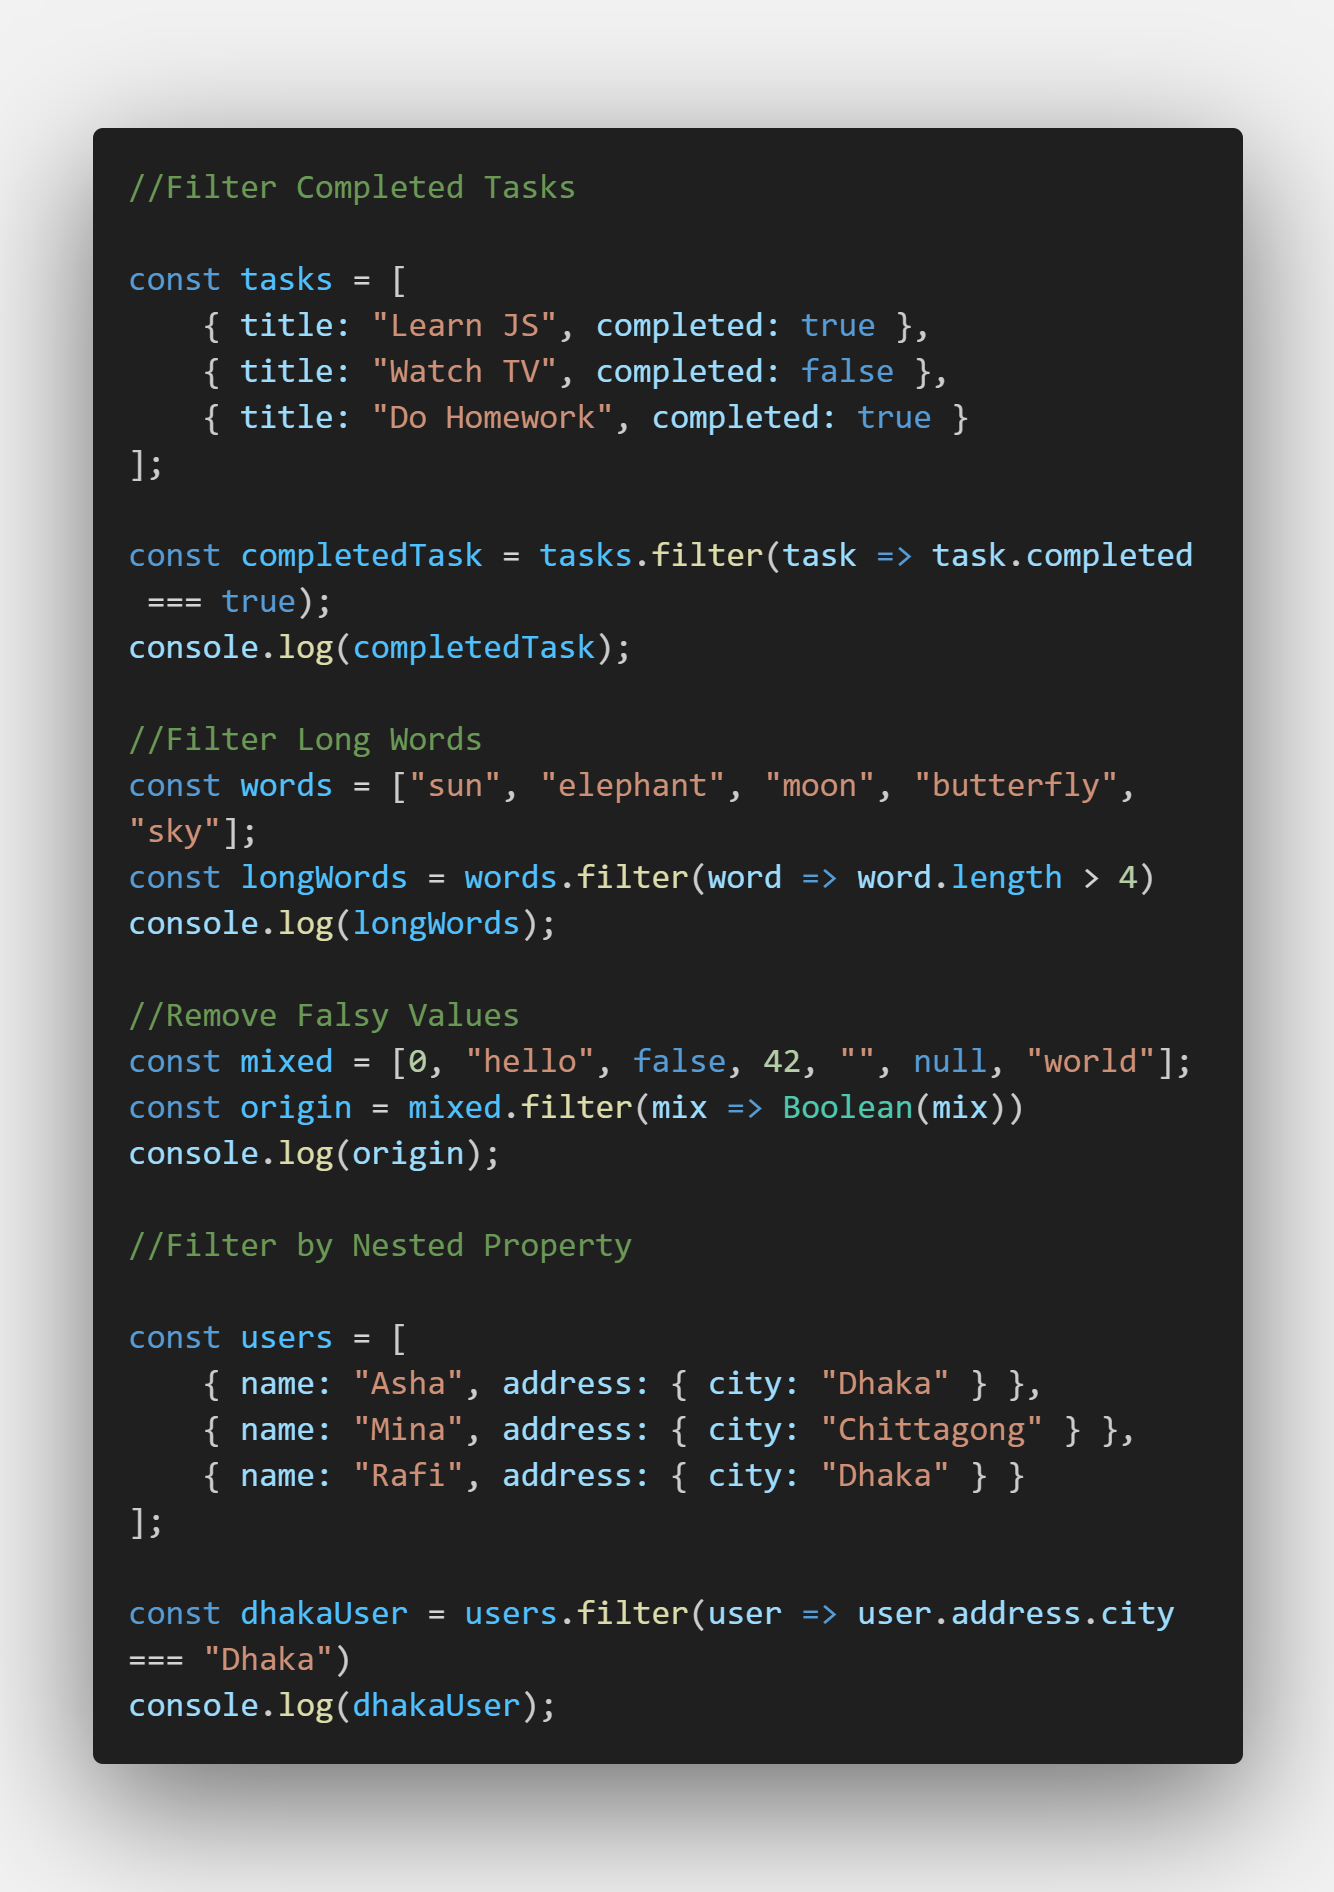 //Filter Completed Tasks
const tasks = [
    { title: "Learn JS", completed: true },
    { title: "Watch TV", completed: false },
    { title: "Do Homework", completed: true }
];
const completedTask = tasks.filter(task => task.completed
 === true);
console.log(completedTask);
//Filter Long Words
const words = ["sun", "elephant", "moon", "butterfly",
"sky"];
const longWords = words.filter(word => word.length > 4)
console.log(longWords);
//Remove Falsy Values
const mixed = [0, "hello", false, 42, "", null, "world"];
const origin = mixed.filter(mix => Boolean(mix))
console.log(origin);
//Filter by Nested Property
const users = [
    { name: "Asha", address: { city: "Dhaka" } },
    { name: "Mina", address: { city: "Chittagong" } },
    { name: "Rafi", address: { city: "Dhaka" } }
];
const dhakaUser = users.filter(user => user.address.city
=== "Dhaka")
console.log(dhakaUser);